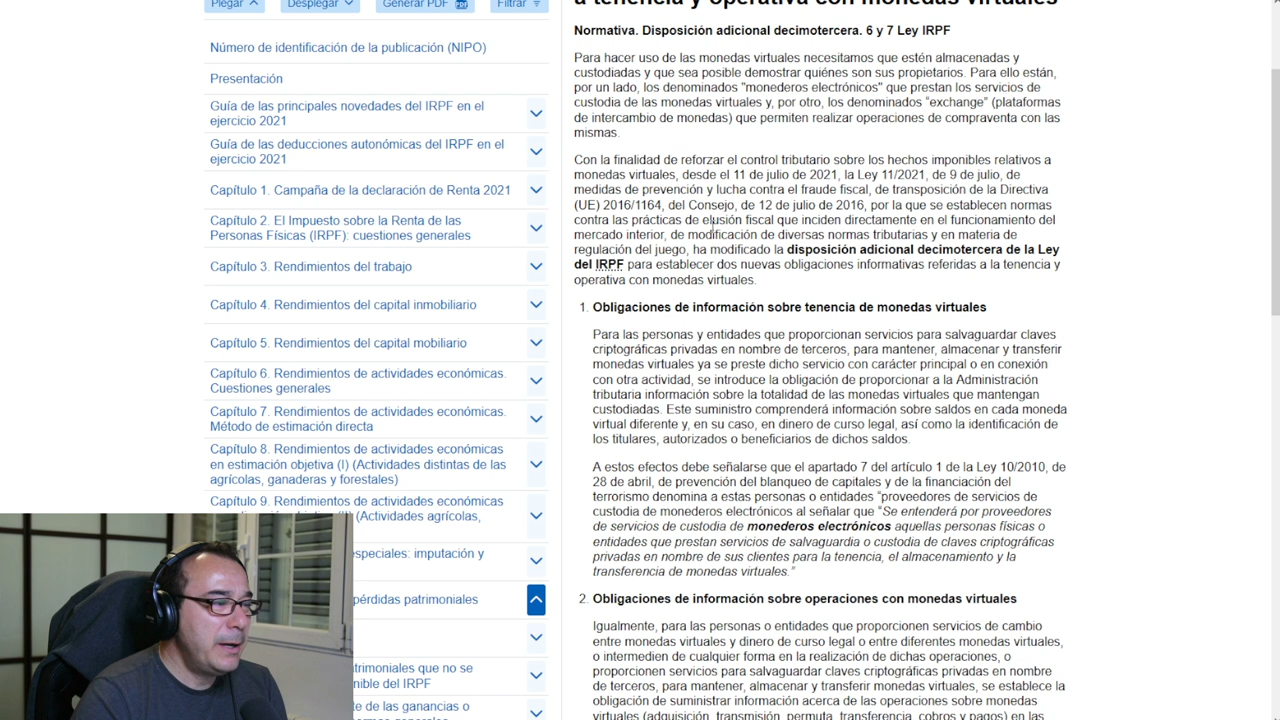 Plegar
Desplegar
Generar PDF
Filtrar
Número de identificación de la publicación (NIPO)
Presentación
Guía de las principales novedades del IRPF en el
ejercicio 2021
Guía de las deducciones autonómicas del IRPF en el
ejercicio 2021
Capítulo 1. Campaña de la declaración de Renta 2021
Capítulo 2. El Impuesto sobre la Renta de las
Personas Físicas (IRPF): cuestiones generales
Capítulo 3. Rendimientos del trabajo
Capítulo 4. Rendimientos del capital inmobiliario
Capítulo 5. Rendimientos del capital mobiliario
Capítulo 6. Rendimientos de actividades económicas.
Cuestiones generales
Capítulo 7. Rendimientos de actividades económicas.
Método de estimación directa
Capítulo 8. Rendimientos de actividades económicas
en estimación objetiva (I) (Actividades distintas de las
agrícolas, ganaderas y forestales)
Capítulo 9. Rendimientos de actividades económicas
(Actividades agrícolas,
especiales: imputación y
pérdidas patrimoniales
trimoniales que no se
nible del IRPF
te de las ganancias o
a tenencia y operativa con monedas virtuales
Normativa. Disposición adicional decimotercera. 6 y 7 Ley IRPF
Para hacer uso de las monedas virtuales necesitamos que estén almacenadas y
custodiadas y que sea posible demostrar quiénes son sus propietarios. Para ello están,
por un lado, los denominados "monederos electrónicos" que prestan los servicios de
custodia de las monedas virtuales y, por otro, los denominados “exchange” (plataformas
de intercambio de monedas) que permiten realizar operaciones de compraventa con las
mismas.
Con la finalidad de reforzar el control tributario sobre los hechos imponibles relativos a
monedas virtuales, desde el 11 de julio de 2021, la Ley 11/2021, de 9 de julio, de
medidas de prevención y lucha contra el fraude fiscal, de transposición de la Directiva
(UE) 2016/1164, del Consejo, de 12 de julio de 2016, por la que se establecen normas
contra las prácticas de elusión fiscal que inciden directamente en el funcionamiento del
mercado interior, de modificación de diversas normas tributarias y en materia de
regulación del juego, ha modificado la disposición adicional decimotercera de la Ley
del IRPF para establecer dos nuevas obligaciones informativas referidas a la tenencia y
operativa con monedas virtuales.
1. Obligaciones de información sobre tenencia de monedas virtuales
Para las personas y entidades que proporcionan servicios para salvaguardar claves
criptográficas privadas en nombre de terceros, para mantener, almacenar y transferir
monedas virtuales ya se preste dicho servicio con carácter principal o en conexión
con otra actividad, se introduce la obligación de proporcionar a la Administración
tributaria información sobre la totalidad de las monedas virtuales que mantengan
custodiadas. Este suministro comprenderá información sobre saldos en cada moneda
virtual diferente y, en su caso, en dinero de curso legal, así como la identificación de
los titulares, autorizados o beneficiarios de dichos saldos.
A estos efectos debe señalarse que el apartado 7 del artículo 1 de la Ley 10/2010, de
28 de abril, de prevención del blanqueo de capitales y de la financiación del
terrorismo denomina a estas personas o entidades “proveedores de servicios de
custodia de monederos electrónicos al señalar que “Se entenderá por proveedores
de servicios de custodia de monederos electrónicos aquellas personas físicas o
entidades que prestan servicios de salvaguardia o custodia de claves criptográficas
privadas en nombre de sus clientes para la tenencia, el almacenamiento y la
transferencia de monedas virtuales.”
2. Obligaciones de información sobre operaciones con monedas virtuales
Igualmente, para las personas o entidades que proporcionen servicios de cambio
entre monedas virtuales y dinero de curso legal o entre diferentes monedas virtuales,
o intermedien de cualquier forma en la realización de dichas operaciones, o
proporcionen servicios para salvaguardar claves criptográficas privadas en nombre
de terceros, para mantener, almacenar y transferir monedas virtuales, se establece la
obligación de suministrar información acerca de las operaciones sobre monedas
virtuales (adquisición, transmisión, permuta, transferencia, cobros y pagos) en las